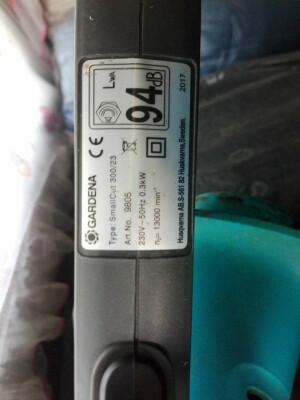 GARDENA
Type: SmallCut 300/23
Art. No. 9805
230V~50Hz 0.3kW
n₀= 13000 min⁻¹
CE
LWA
94dB
2017
Husqvarna AB.S-561 82 Huskvarna,Sweden.